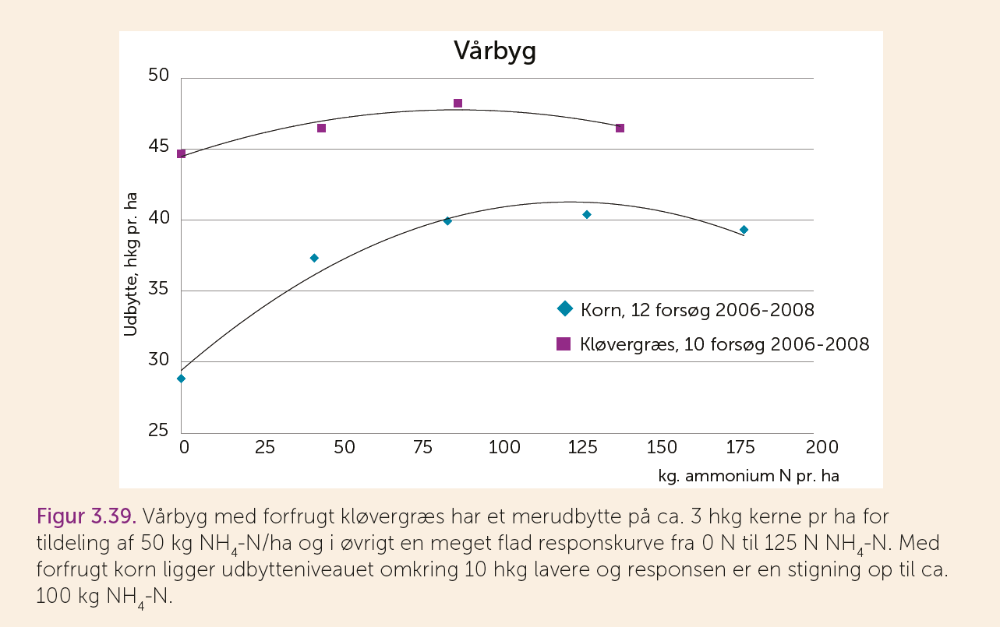 Vårbyg
50
45
40
35
30
25
Udbytte, hkg pr. ha
Korn, 12 forsøg 2006-2008
Kløvergræs, 10 forsøg 2006-2008
0 25 50 75 100 125 150 175 200
kg. ammonium N pr. ha
Figur 3.39. Vårbyg med forfrugt kløvergræs har et merudbytte på ca. 3 hkg kerne pr ha for
tildeling af 50 kg NH₄-N/ha og i øvrigt en meget flad responskurve fra 0 N til 125 N NH₄-N. Med
forfrugt korn ligger udbytteniveauet omkring 10 hkg lavere og responsen er en stigning op til ca.
100 kg NH₄-N.